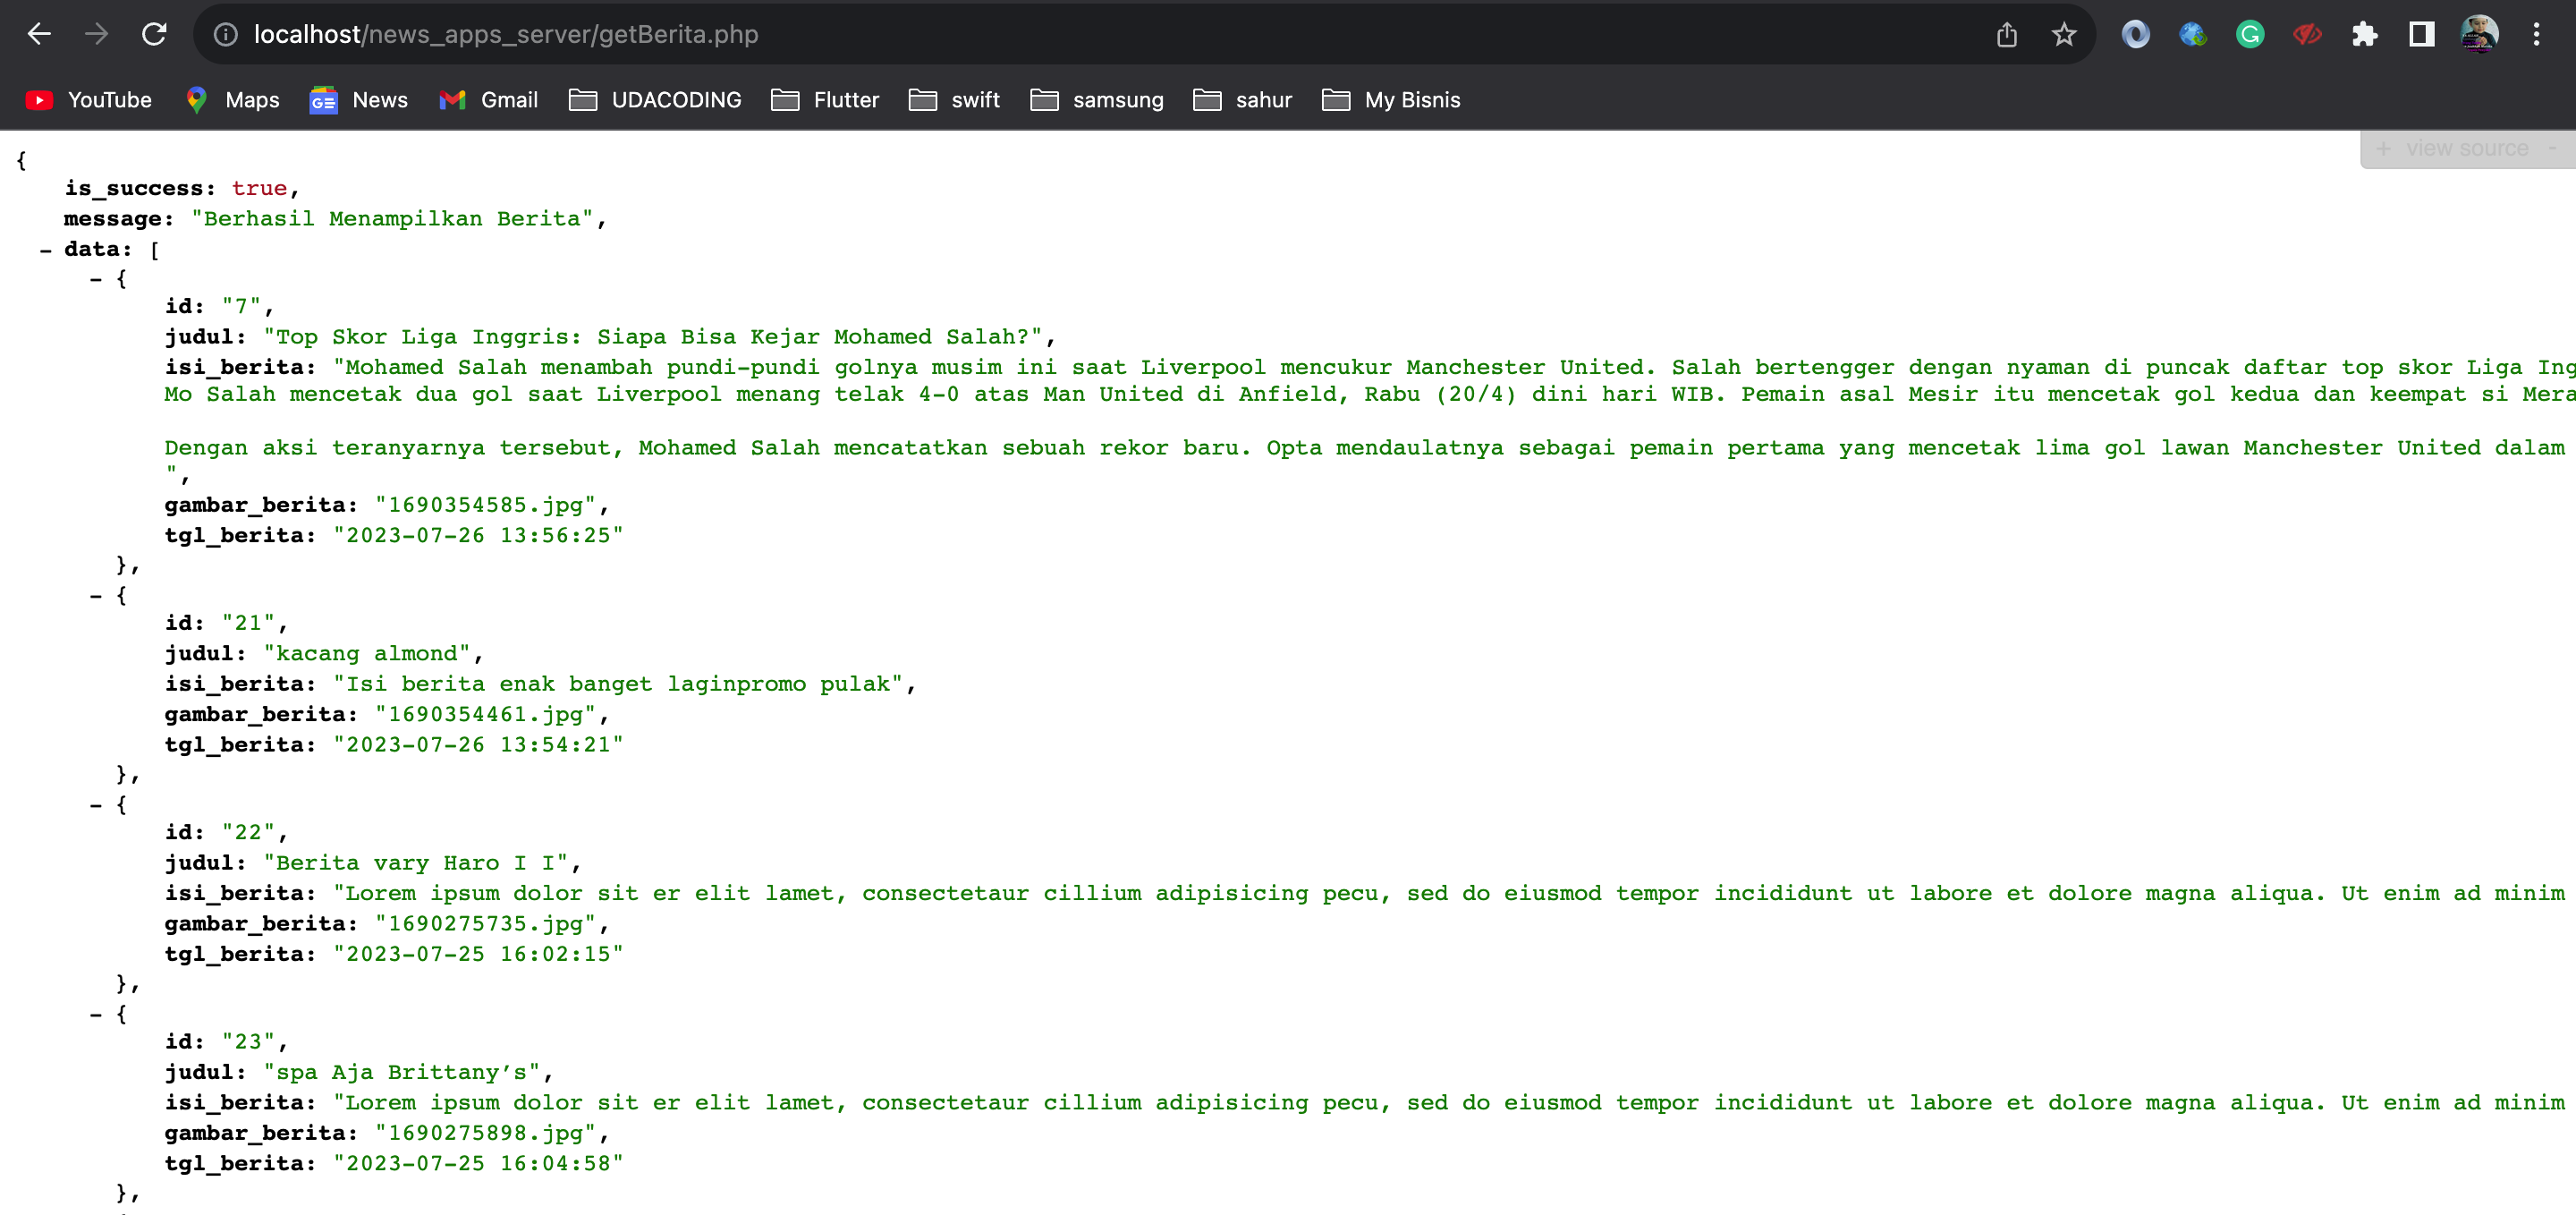 localhost/news_apps_server/getBerita.php
YouTube Maps News Gmail UDACODING Flutter swift samsung sahur My Bisnis
+ view source -
{
is_success: true,
message: "Berhasil Menampilkan Berita",
- data: [
- {
id: "7",
judul: "Top Skor Liga Inggris: Siapa Bisa Kejar Mohamed Salah?",
isi_berita: "Mohamed Salah menambah pundi-pundi golnya musim ini saat Liverpool mencukur Manchester United. Salah bertengger dengan nyaman di puncak daftar top skor Liga Ing
Mo Salah mencetak dua gol saat Liverpool menang telak 4-0 atas Man United di Anfield, Rabu (20/4) dini hari WIB. Pemain asal Mesir itu mencetak gol kedua dan keempat si Mera
Dengan aksi teranyarnya tersebut, Mohamed Salah mencatatkan sebuah rekor baru. Opta mendaulatnya sebagai pemain pertama yang mencetak lima gol lawan Manchester United dalam
",
gambar_berita: "1690354585.jpg",
tgl_berita: "2023-07-26 13:56:25"
},
- {
id: "21",
judul: "kacang almond",
isi_berita: "Isi berita enak banget laginpromo pulak",
gambar_berita: "1690354461.jpg",
tgl_berita: "2023-07-26 13:54:21"
},
- {
id: "22",
judul: "Berita vary Haro I I",
isi_berita: "Lorem ipsum dolor sit er elit lamet, consectetaur cillium adipisicing pecu, sed do eiusmod tempor incididunt ut labore et dolore magna aliqua. Ut enim ad minim
gambar_berita: "1690275735.jpg",
tgl_berita: "2023-07-25 16:02:15"
},
- {
id: "23",
judul: "spa Aja Brittany’s",
isi_berita: "Lorem ipsum dolor sit er elit lamet, consectetaur cillium adipisicing pecu, sed do eiusmod tempor incididunt ut labore et dolore magna aliqua. Ut enim ad minim
gambar_berita: "1690275898.jpg",
tgl_berita: "2023-07-25 16:04:58"
},